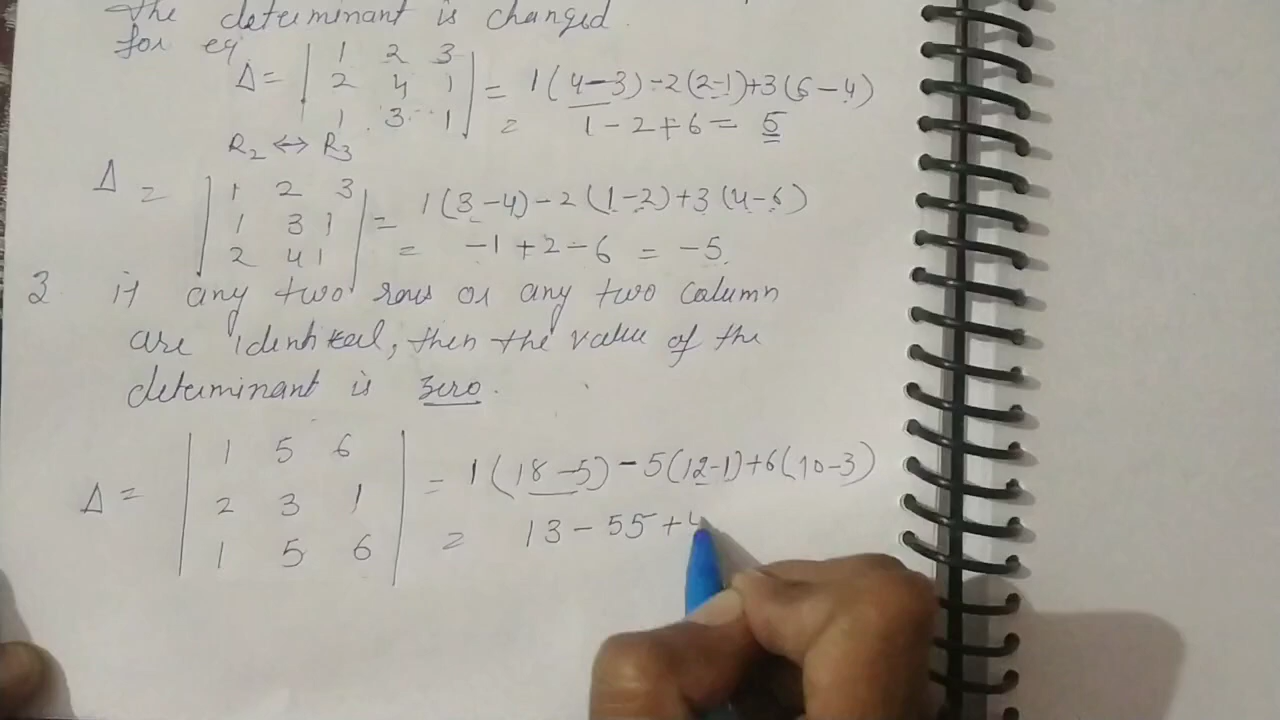 the determinant is changed.
for eg
Δ = | 1 2 3 | = 1(4-3)-2(2-1)+3(6-4)
| 2 4 1 |
| 1 3 1 | = 1-2+6 = 5
R2 ↔ R3
Δ = | 1 2 3 | = 1(3-4)-2(1-2)+3(4-6)
| 1 3 1 |
| 2 4 1 | = -1+2-6 = -5
3 if any two rows or any two column
are identical, then the value of the
determinant is zero.
Δ = | 1 5 6 | = 1(18-5)-5(12-1)+6(10-3)
| 2 3 1 |
| 1 5 6 | = 13-55+4